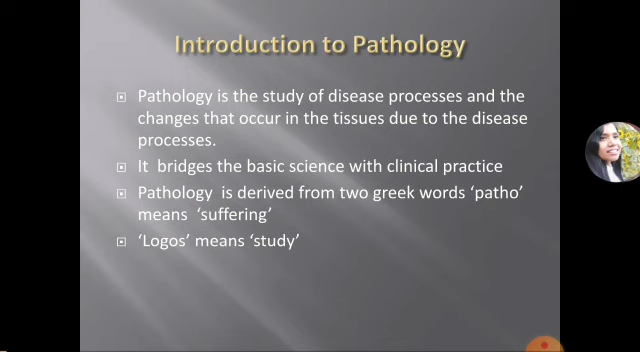 Introduction to Pathology
Pathology is the study of disease processes and the
changes that occur in the tissues due to the disease
processes.
It bridges the basic science with clinical practice
Pathology is derived from two greek words ‘patho’
means ‘suffering’
‘Logos’ means ‘study’